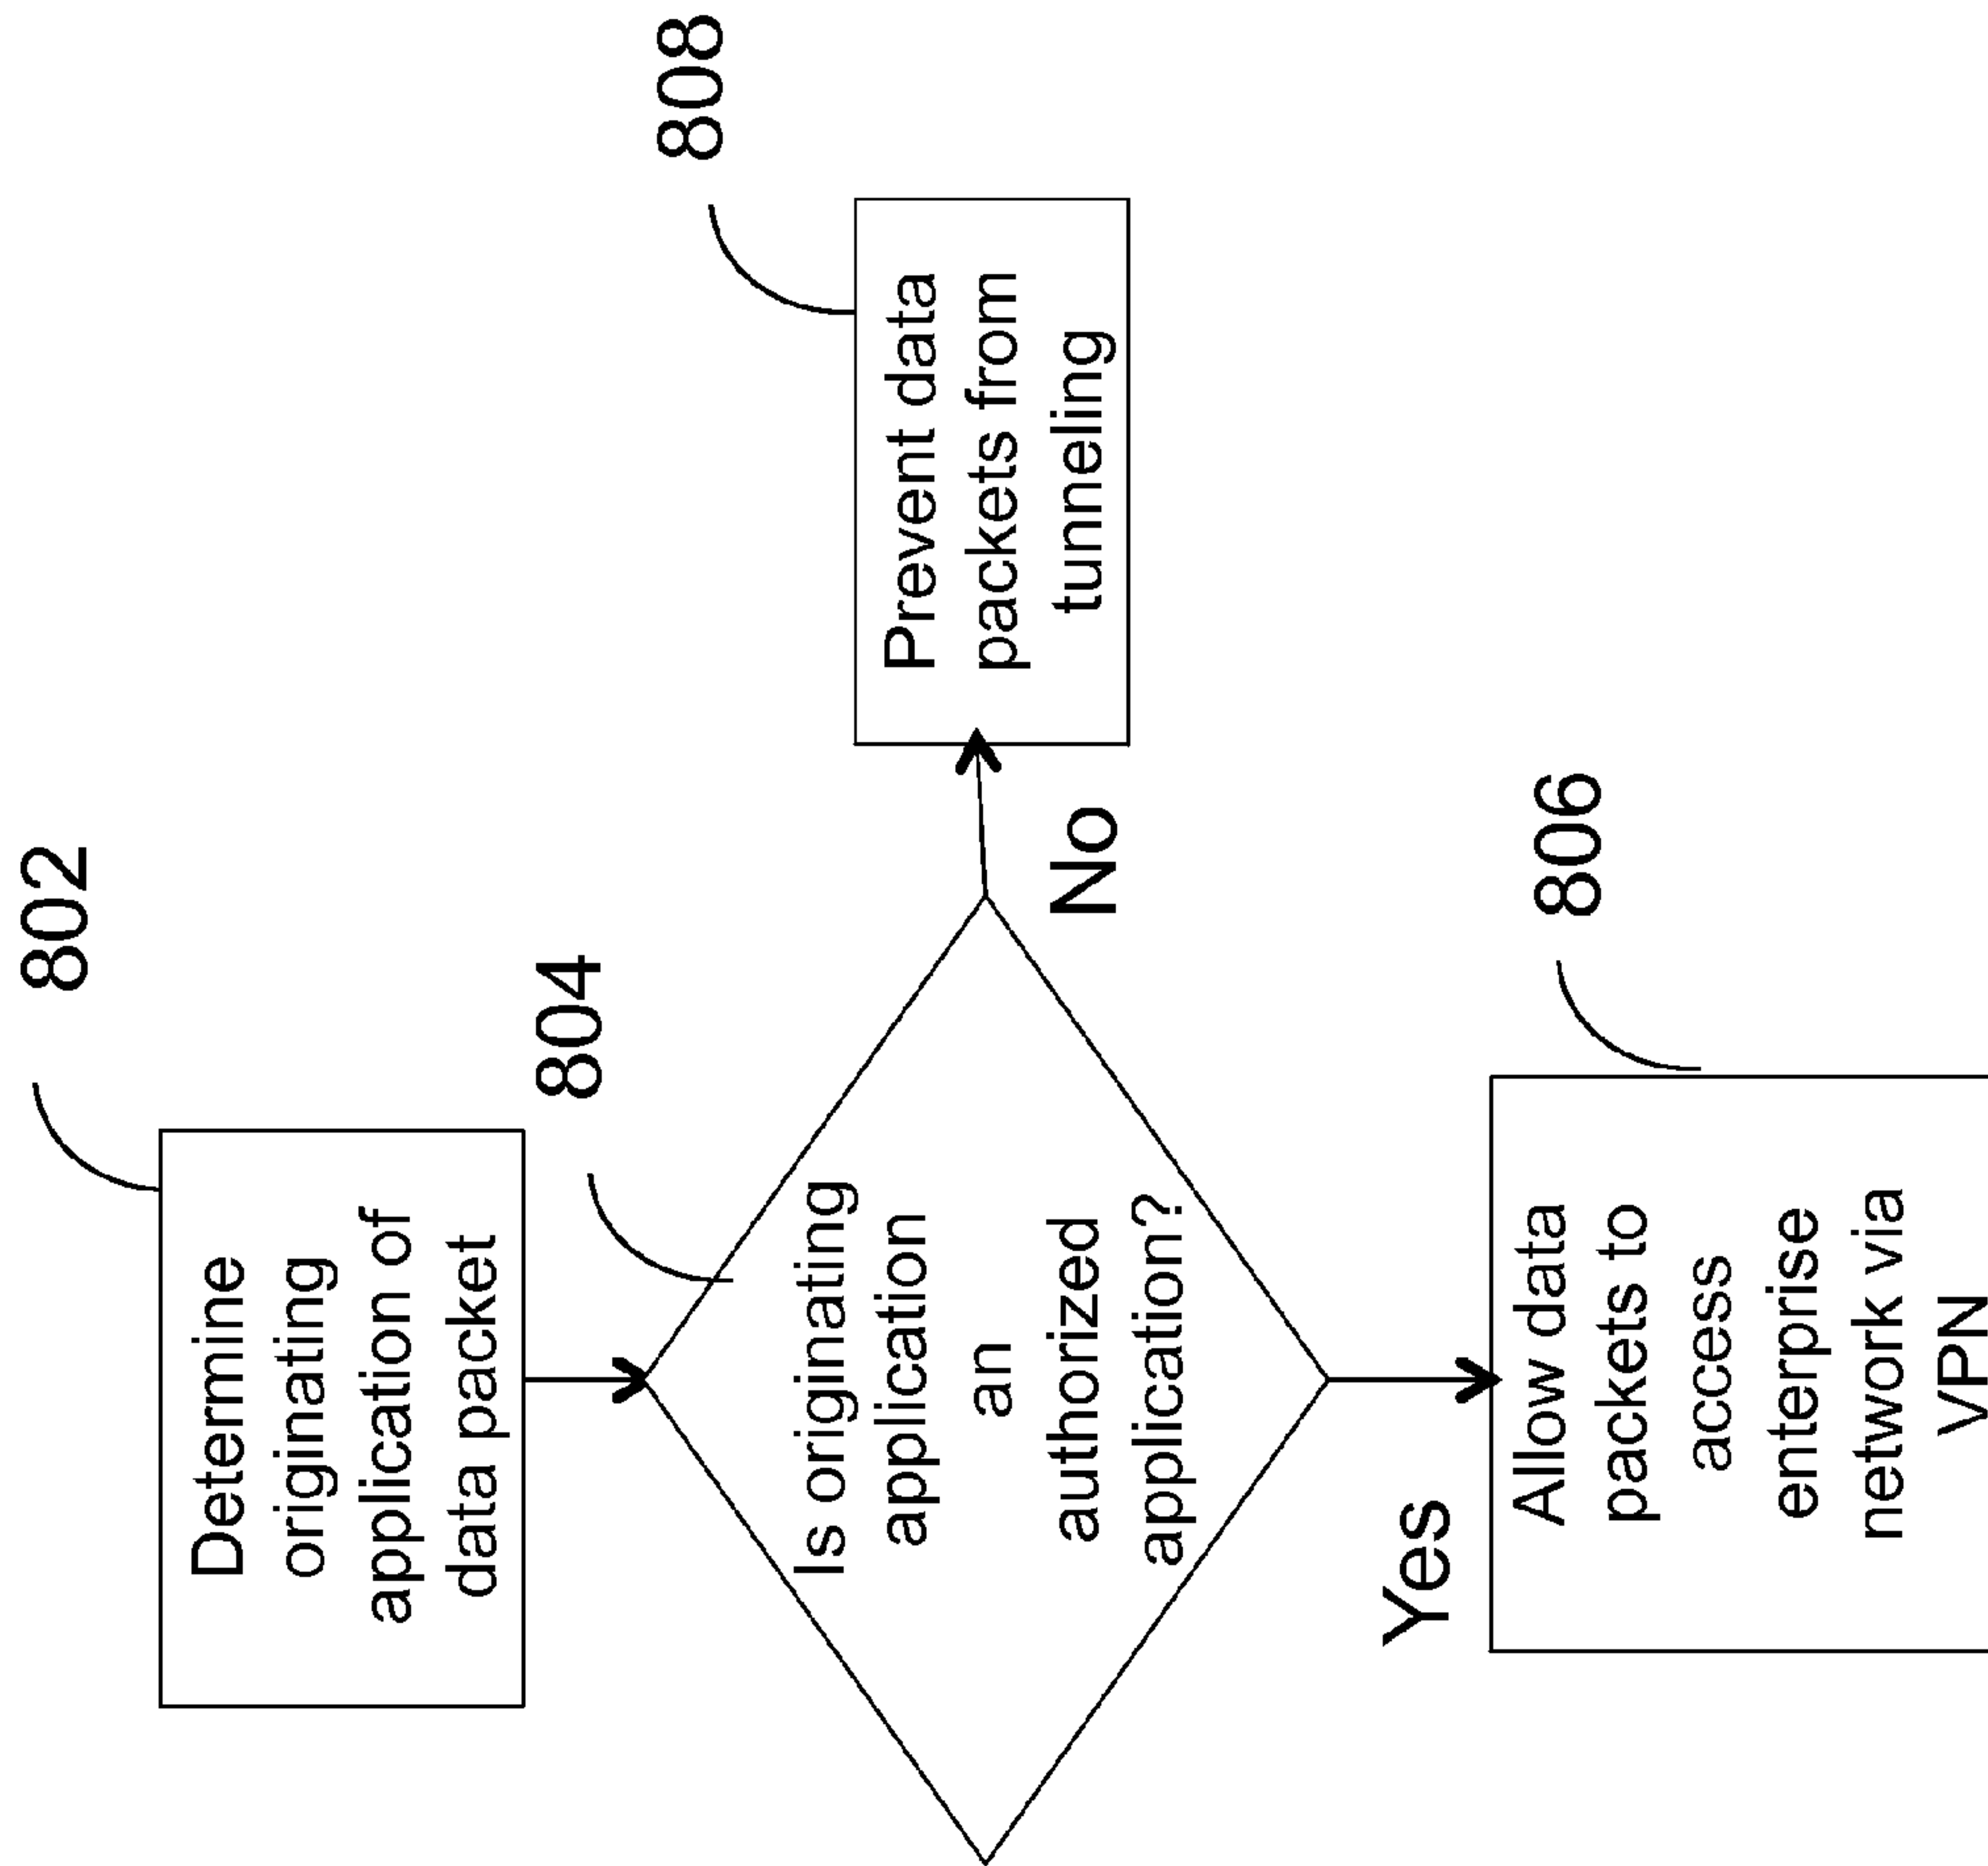 802
Determine
originating
application of
data packet
804
Is originating
application
an
authorized
application?
No
808
Prevent data
packets from
tunneling
Yes
806
Allow data
packets to
access
enterprise
network via
VPN